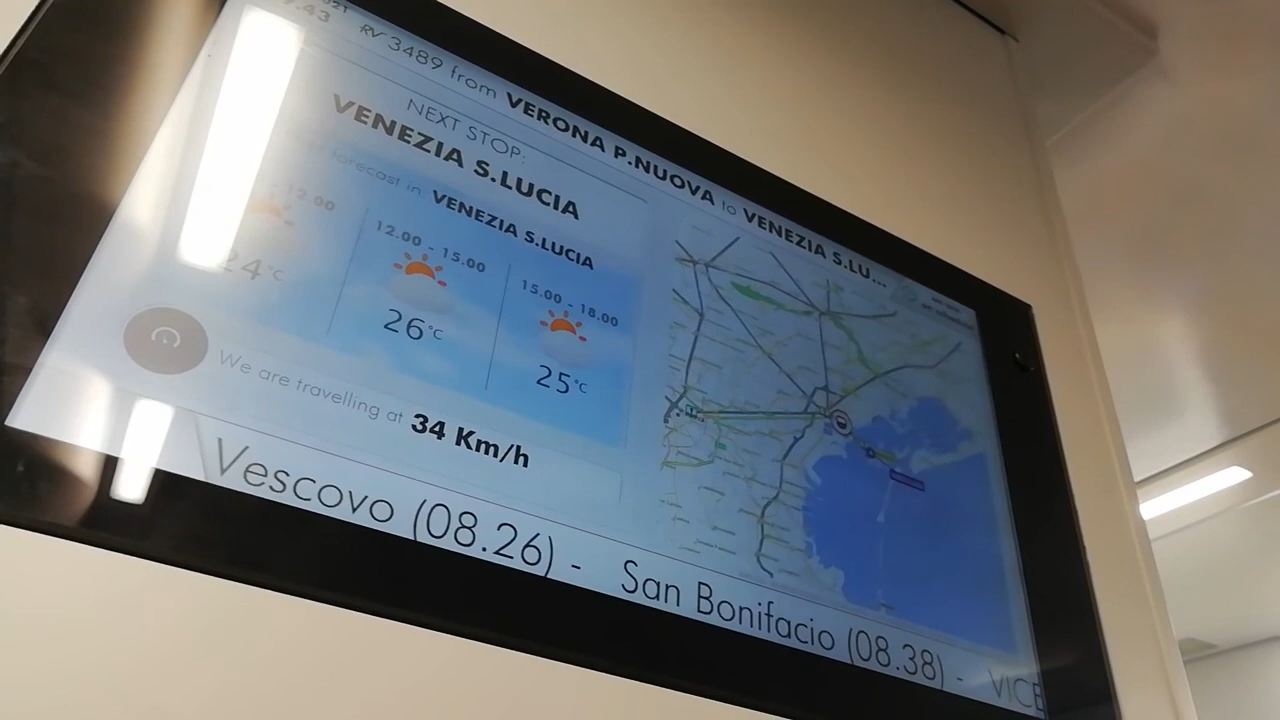 RV 3489 from VERONA P.NUOVA to VENEZIA S.LU...
NEXT STOP:
VENEZIA S.LUCIA
forecast in VENEZIA S.LUCIA
12.00
12.00 - 15.00
15.00 - 18.00
24°C
26°C
25°C
We are travelling at 34 Km/h
Vescovo (08.26) - San Bonifacio (08.38) - VICE